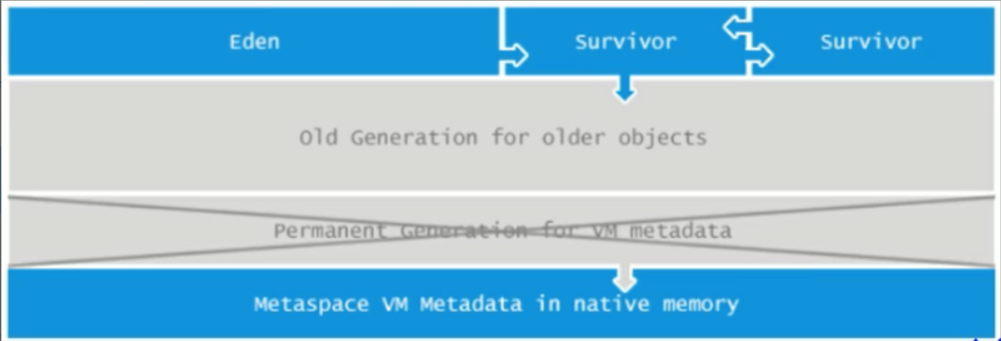 Eden
Survivor
Survivor
Old Generation for older objects
Permanent Generation for VM metadata
Metaspace VM Metadata in native memory